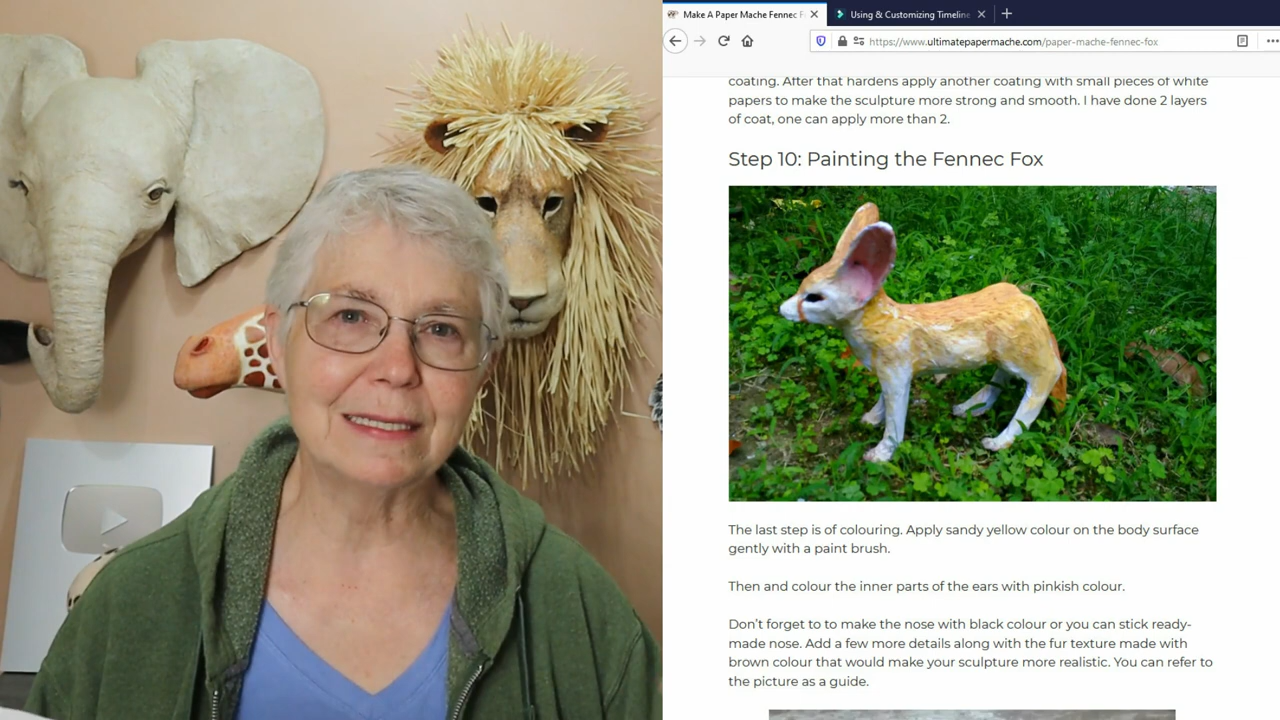 Make A Paper Mache Fennec F
Using & Customizing Timeline
https://www.ultimatepapermache.com/paper-mache-fennec-fox
coating. After that hardens apply another coating with small pieces of white
papers to make the sculpture more strong and smooth. I have done 2 layers
of coat, one can apply more than 2.
Step 10: Painting the Fennec Fox
The last step is of colouring. Apply sandy yellow colour on the body surface
gently with a paint brush.
Then and colour the inner parts of the ears with pinkish colour.
Don’t forget to to make the nose with black colour or you can stick ready-
made nose. Add a few more details along with the fur texture made with
brown colour that would make your sculpture more realistic. You can refer to
the picture as a guide.